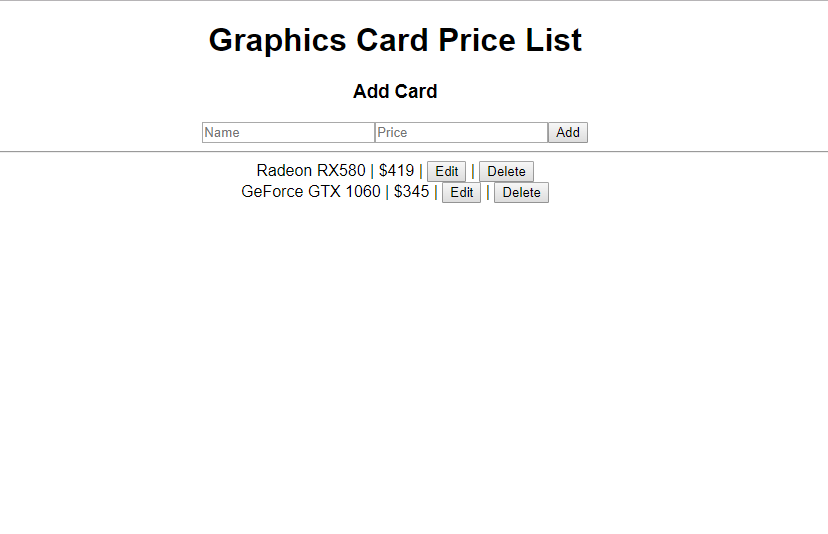 Graphics Card Price List
Add Card
Name Price Add
Radeon RX580 | $419 | Edit | Delete
GeForce GTX 1060 | $345 | Edit | Delete